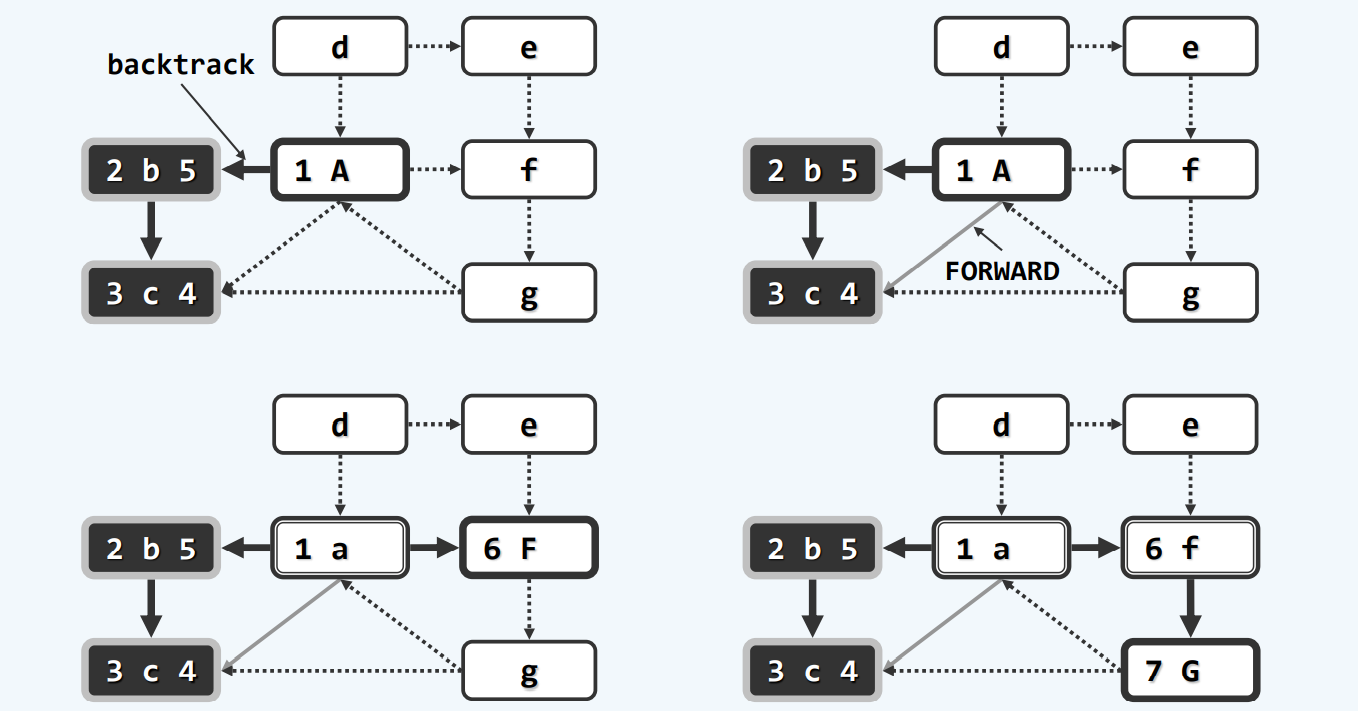 d e
backtrack
2 b 5 1 A f
3 c 4 g
d e
2 b 5 1 A f
FORWARD
3 c 4 g
d e
2 b 5 1 a 6 F
3 c 4 g
d e
2 b 5 1 a 6 f
3 c 4 7 G